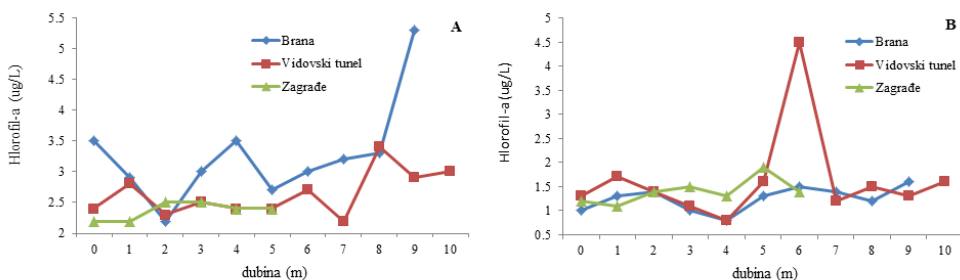 A
Brana
Vidovski tunel
Zagrađe
Hlorofil-a (ug/L)
5.5
5
4.5
4
3.5
3
2.5
2
0 1 2 3 4 5 6 7 8 9 10
dubina (m)
B
Brana
Vidovski tunel
Zagrađe
Hlorofil-a (ug/L)
5
4.5
4
3.5
3
2.5
2
1.5
1
0.5
0 1 2 3 4 5 6 7 8 9 10
dubina (m)